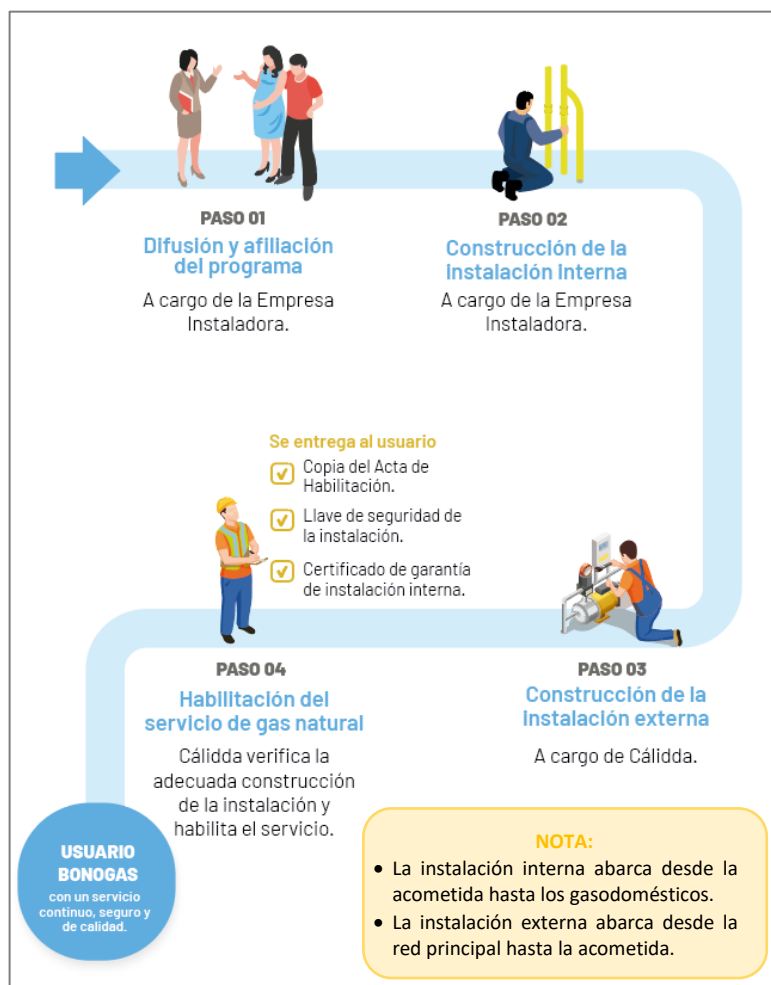 PASO 01
Difusión y afiliación
del programa
A cargo de la Empresa
Instaladora.
PASO 02
Construcción de la
instalación interna
A cargo de la Empresa
Instaladora.
Se entrega al usuario
Copia del Acta de
Habilitación.
Llave de seguridad de
la instalación.
Certificado de garantía
de instalación interna.
PASO 03
Construcción de la
instalación externa
A cargo de Cálidda.
PASO 04
Habilitación del
servicio de gas natural
Cálidda verifica la
adecuada construcción
de la instalación y
habilita el servicio.
USUARIO
BONOGAS
con un servicio
continuo, seguro y
de calidad.
NOTA:
• La instalación interna abarca desde la
acometida hasta los gasodomésticos.
• La instalación externa abarca desde la
red principal hasta la acometida.